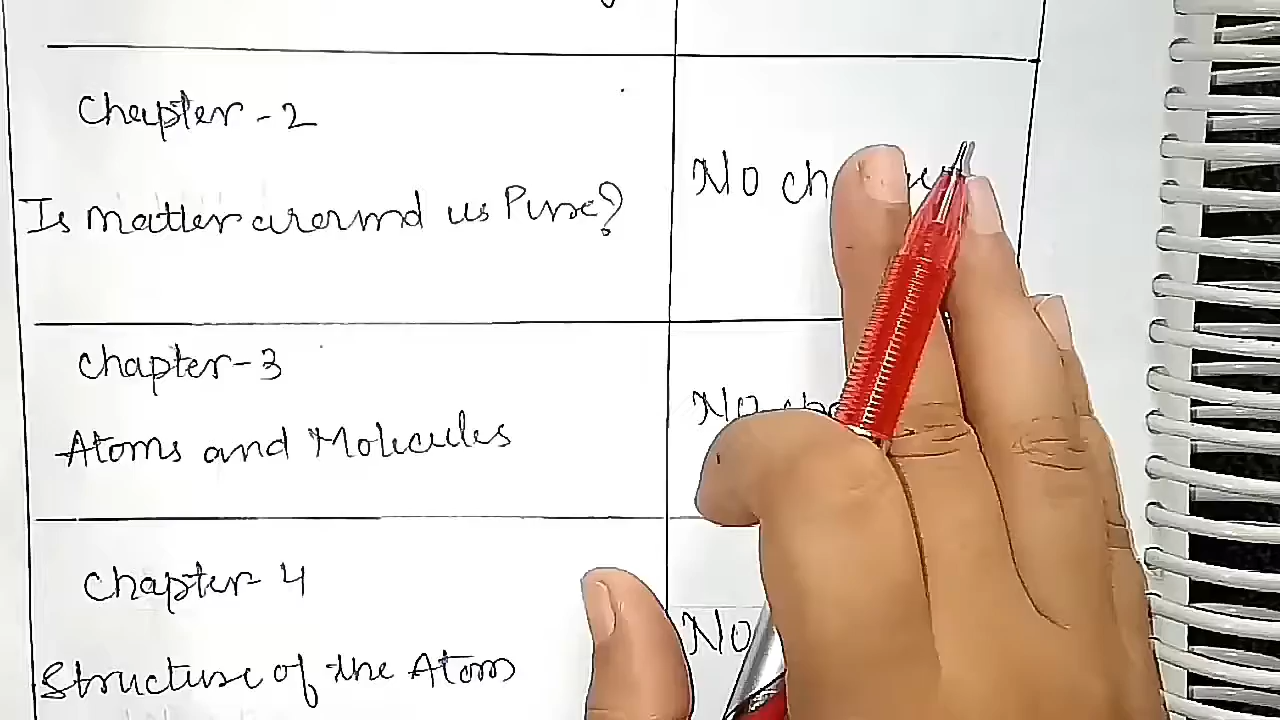 Chapter - 2
Is matter around us Pure?
No
Chapter - 3
Atoms and Molecules
No
Chapter - 4
Structure of the Atom
No